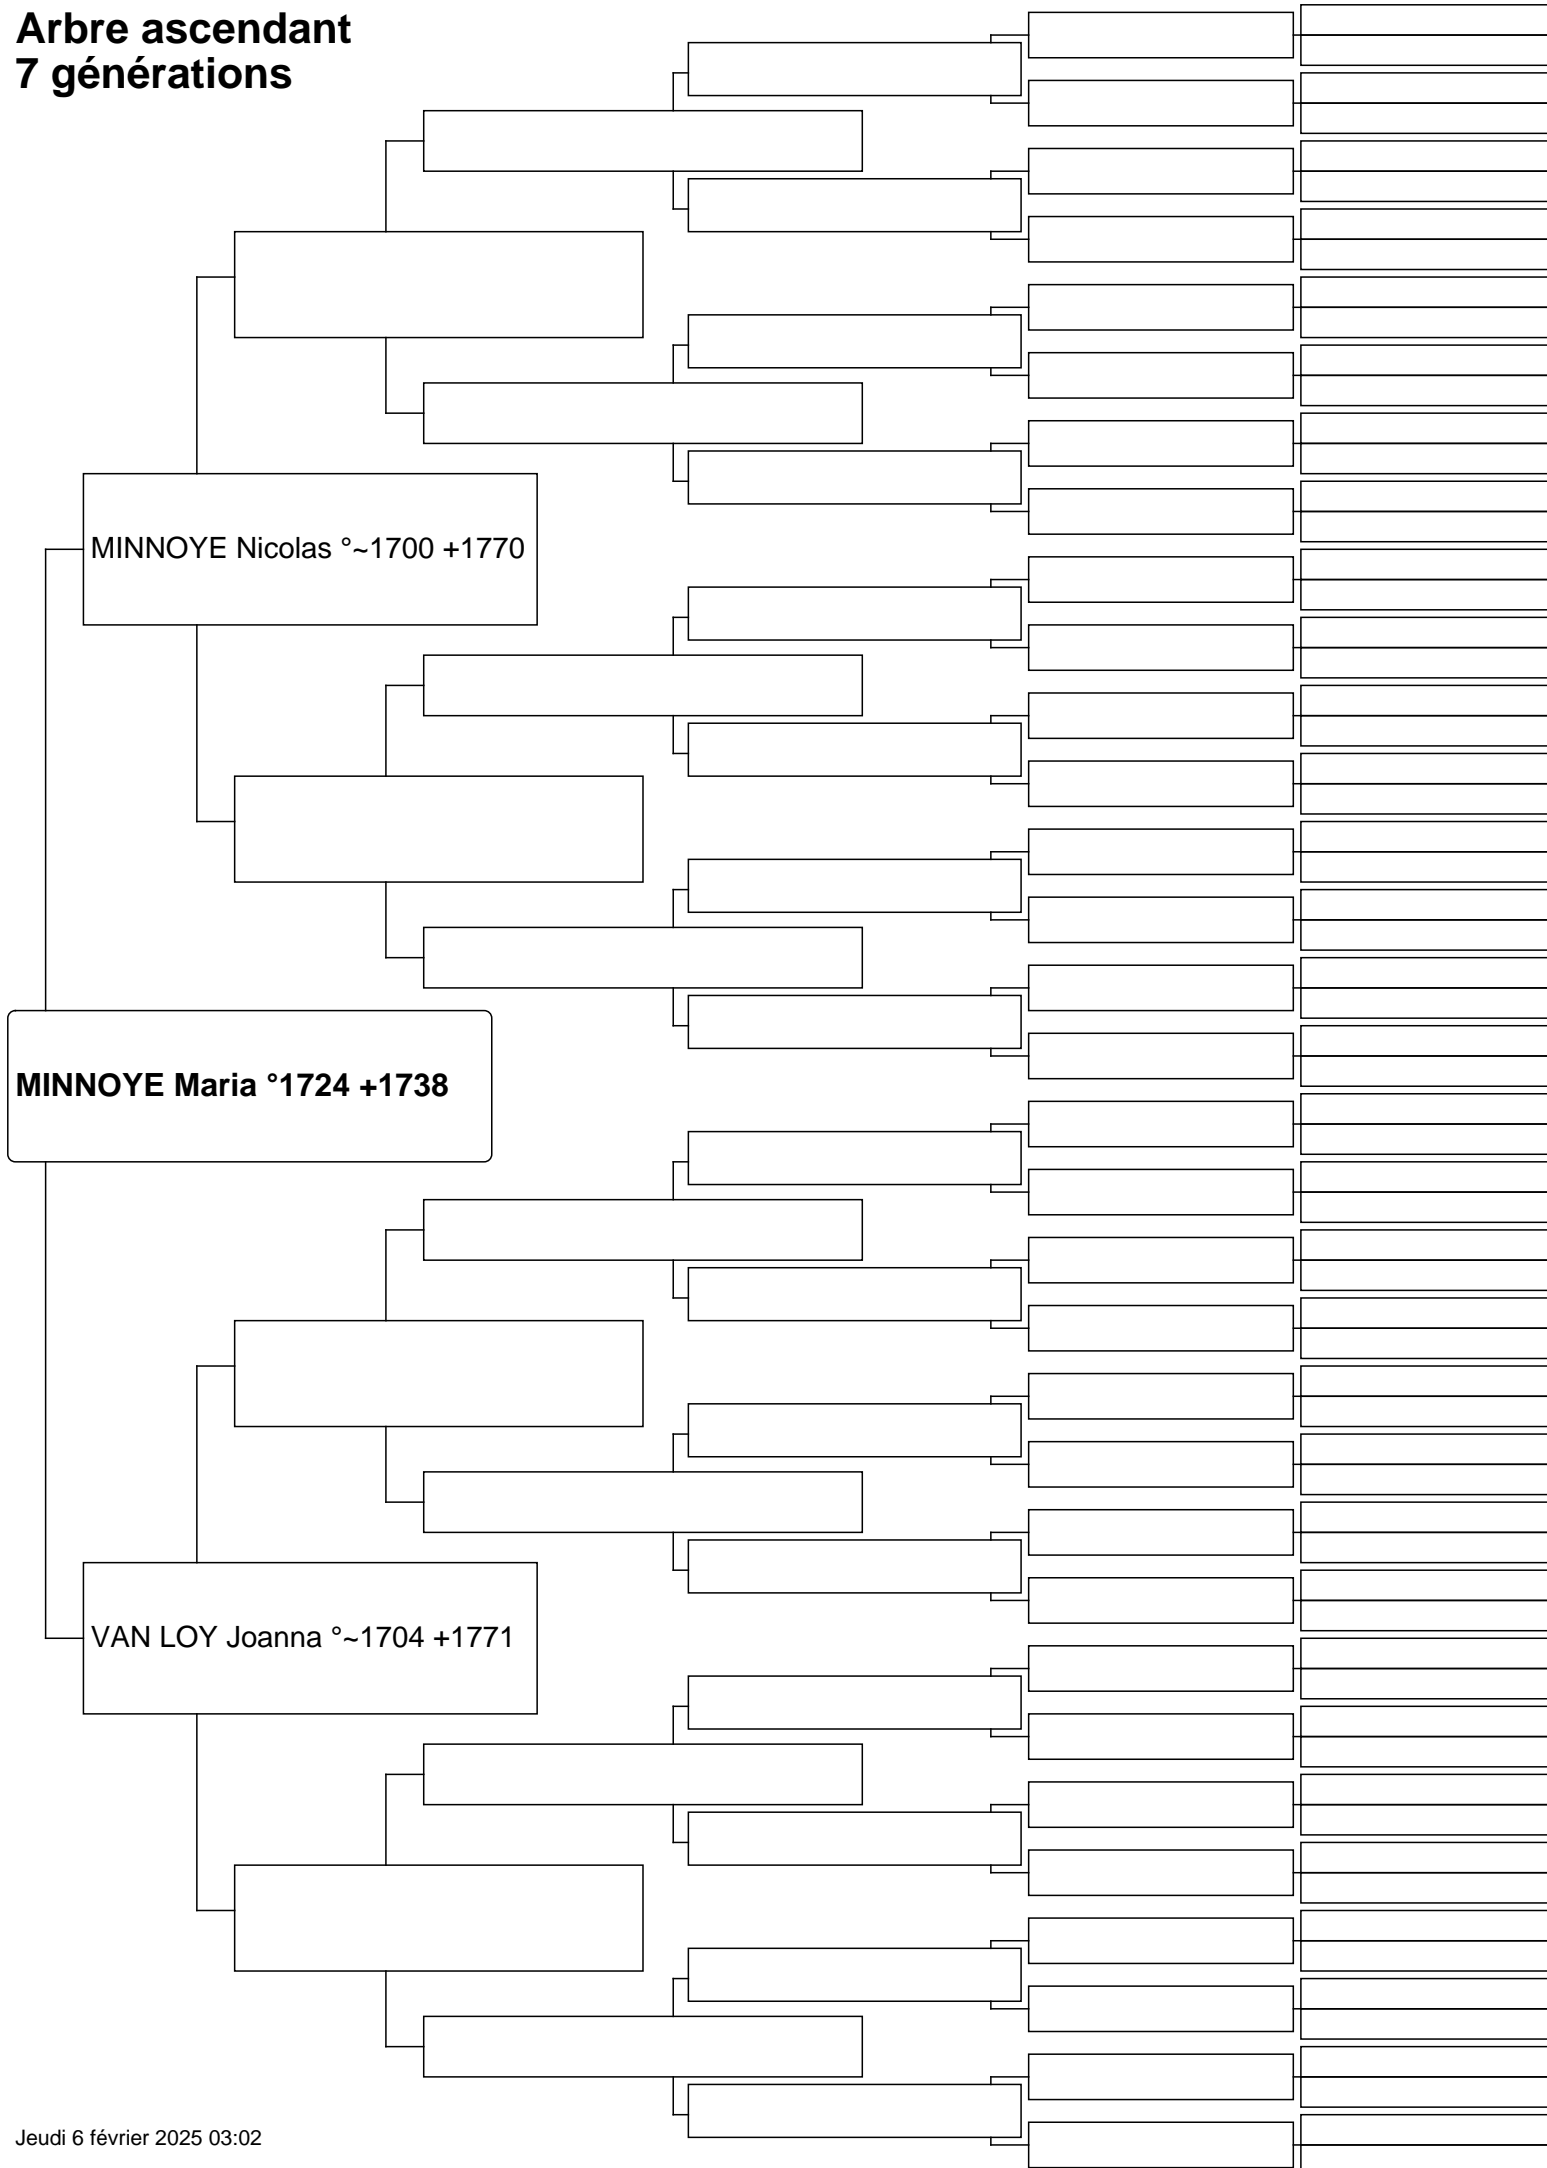 Arbre ascendant
7 générations
MINNOYE Nicolas °~1700 +1770
MINNOYE Maria °1724 +1738
VAN LOY Joanna °~1704 +1771
Jeudi 6 février 2025 03:02